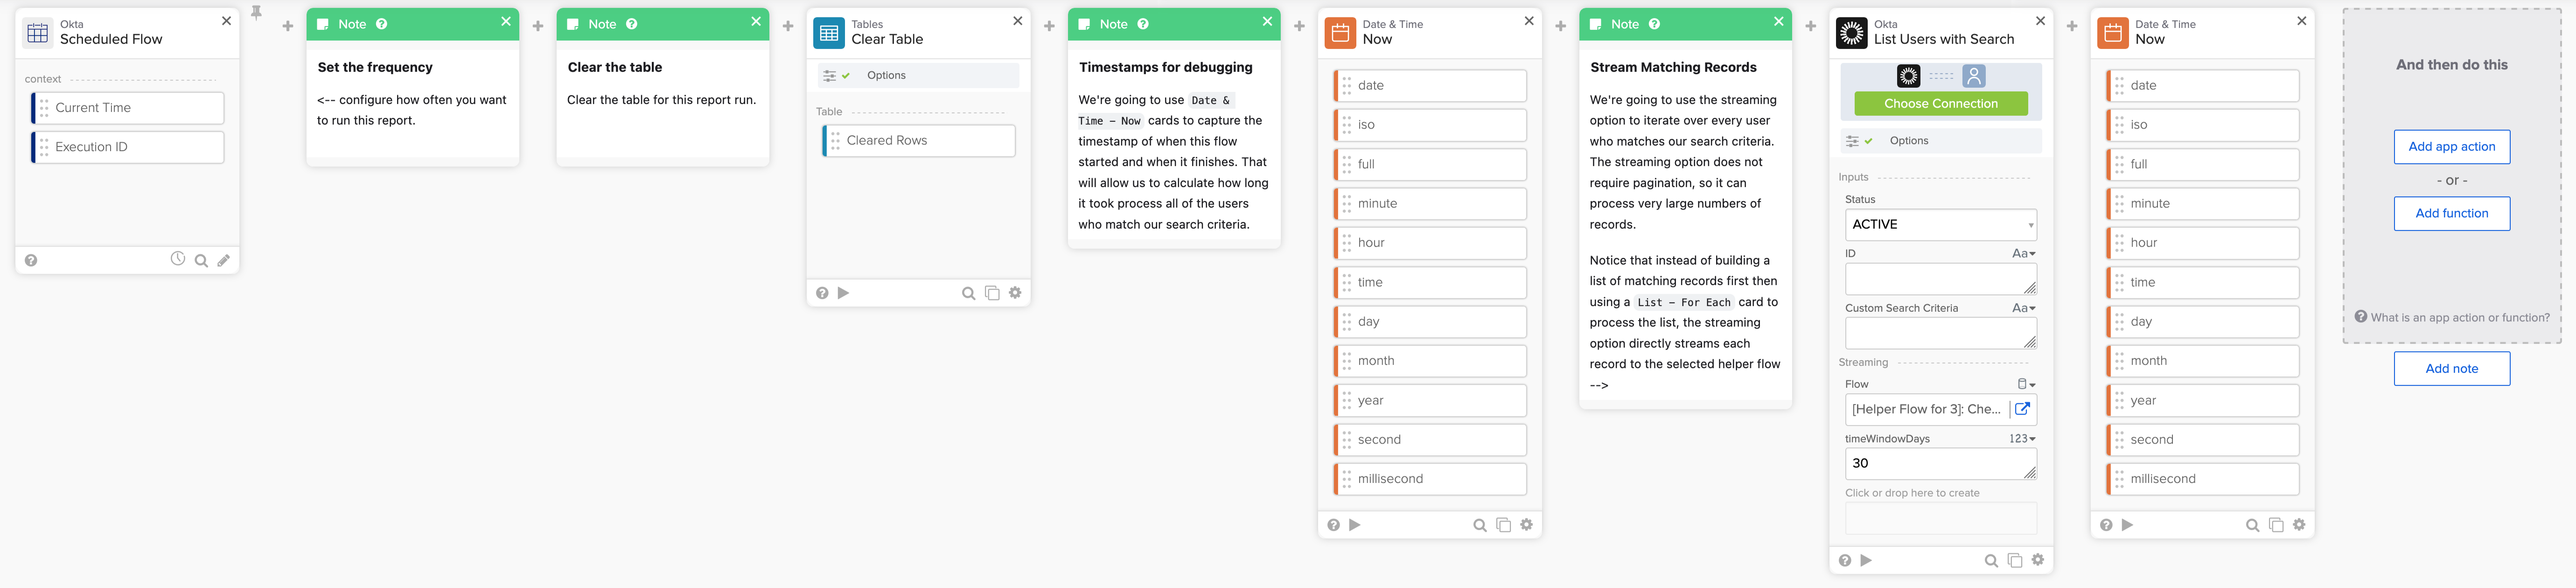 Okta
Scheduled Flow
context
Current Time
Execution ID
Note
Set the frequency
<-- configure how often you want
to run this report.
Note
Clear the table
Clear the table for this report run.
Tables
Clear Table
Options
Table
Cleared Rows
Note
Timestamps for debugging
We're going to use Date &
Time - Now cards to capture the
timestamp of when this flow
started and when it finishes. That
will allow us to calculate how long
it took process all of the users
who match our search criteria.
Date & Time
Now
date
iso
full
minute
hour
time
day
month
year
second
millisecond
Note
Stream Matching Records
We're going to use the streaming
option to iterate over every user
who matches our search criteria.
The streaming option does not
require pagination, so it can
process very large numbers of
records.
Notice that instead of building a
list of matching records first then
using a List - For Each card to
process the list, the streaming
option directly streams each
record to the selected helper flow
-->
Okta
List Users with Search
Choose Connection
Options
Inputs
Status
ACTIVE
ID Aa
Custom Search Criteria Aa
Streaming
Flow
[Helper Flow for 3]: Che...
timeWindowDays 123
30
Click or drop here to create
Date & Time
Now
date
iso
full
minute
hour
time
day
month
year
second
millisecond
And then do this
Add app action
- or -
Add function
What is an app action or function?
Add note